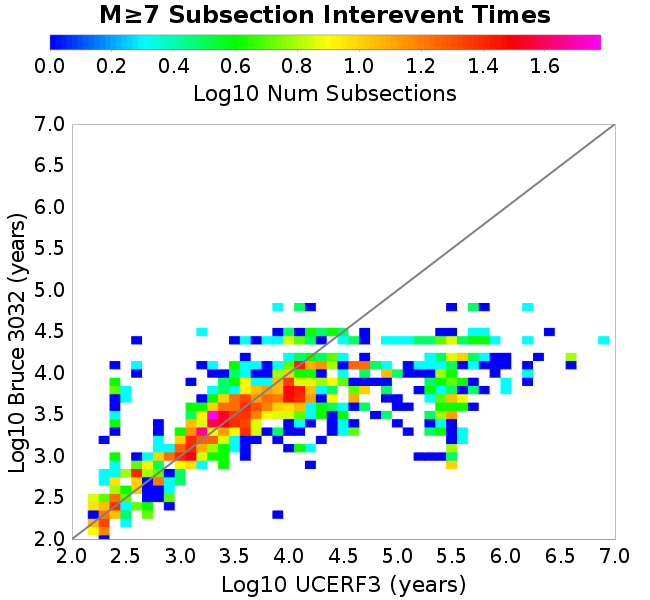 M≥7 Subsection Interevent Times
0.0 0.2 0.4 0.6 0.8 1.0 1.2 1.4 1.6
Log10 Num Subsections
7.0
6.5
6.0
5.5
5.0
4.5
4.0
3.5
3.0
2.5
2.0
Log10 Bruce 3032 (years)
2.0 2.5 3.0 3.5 4.0 4.5 5.0 5.5 6.0 6.5 7.0
Log10 UCERF3 (years)